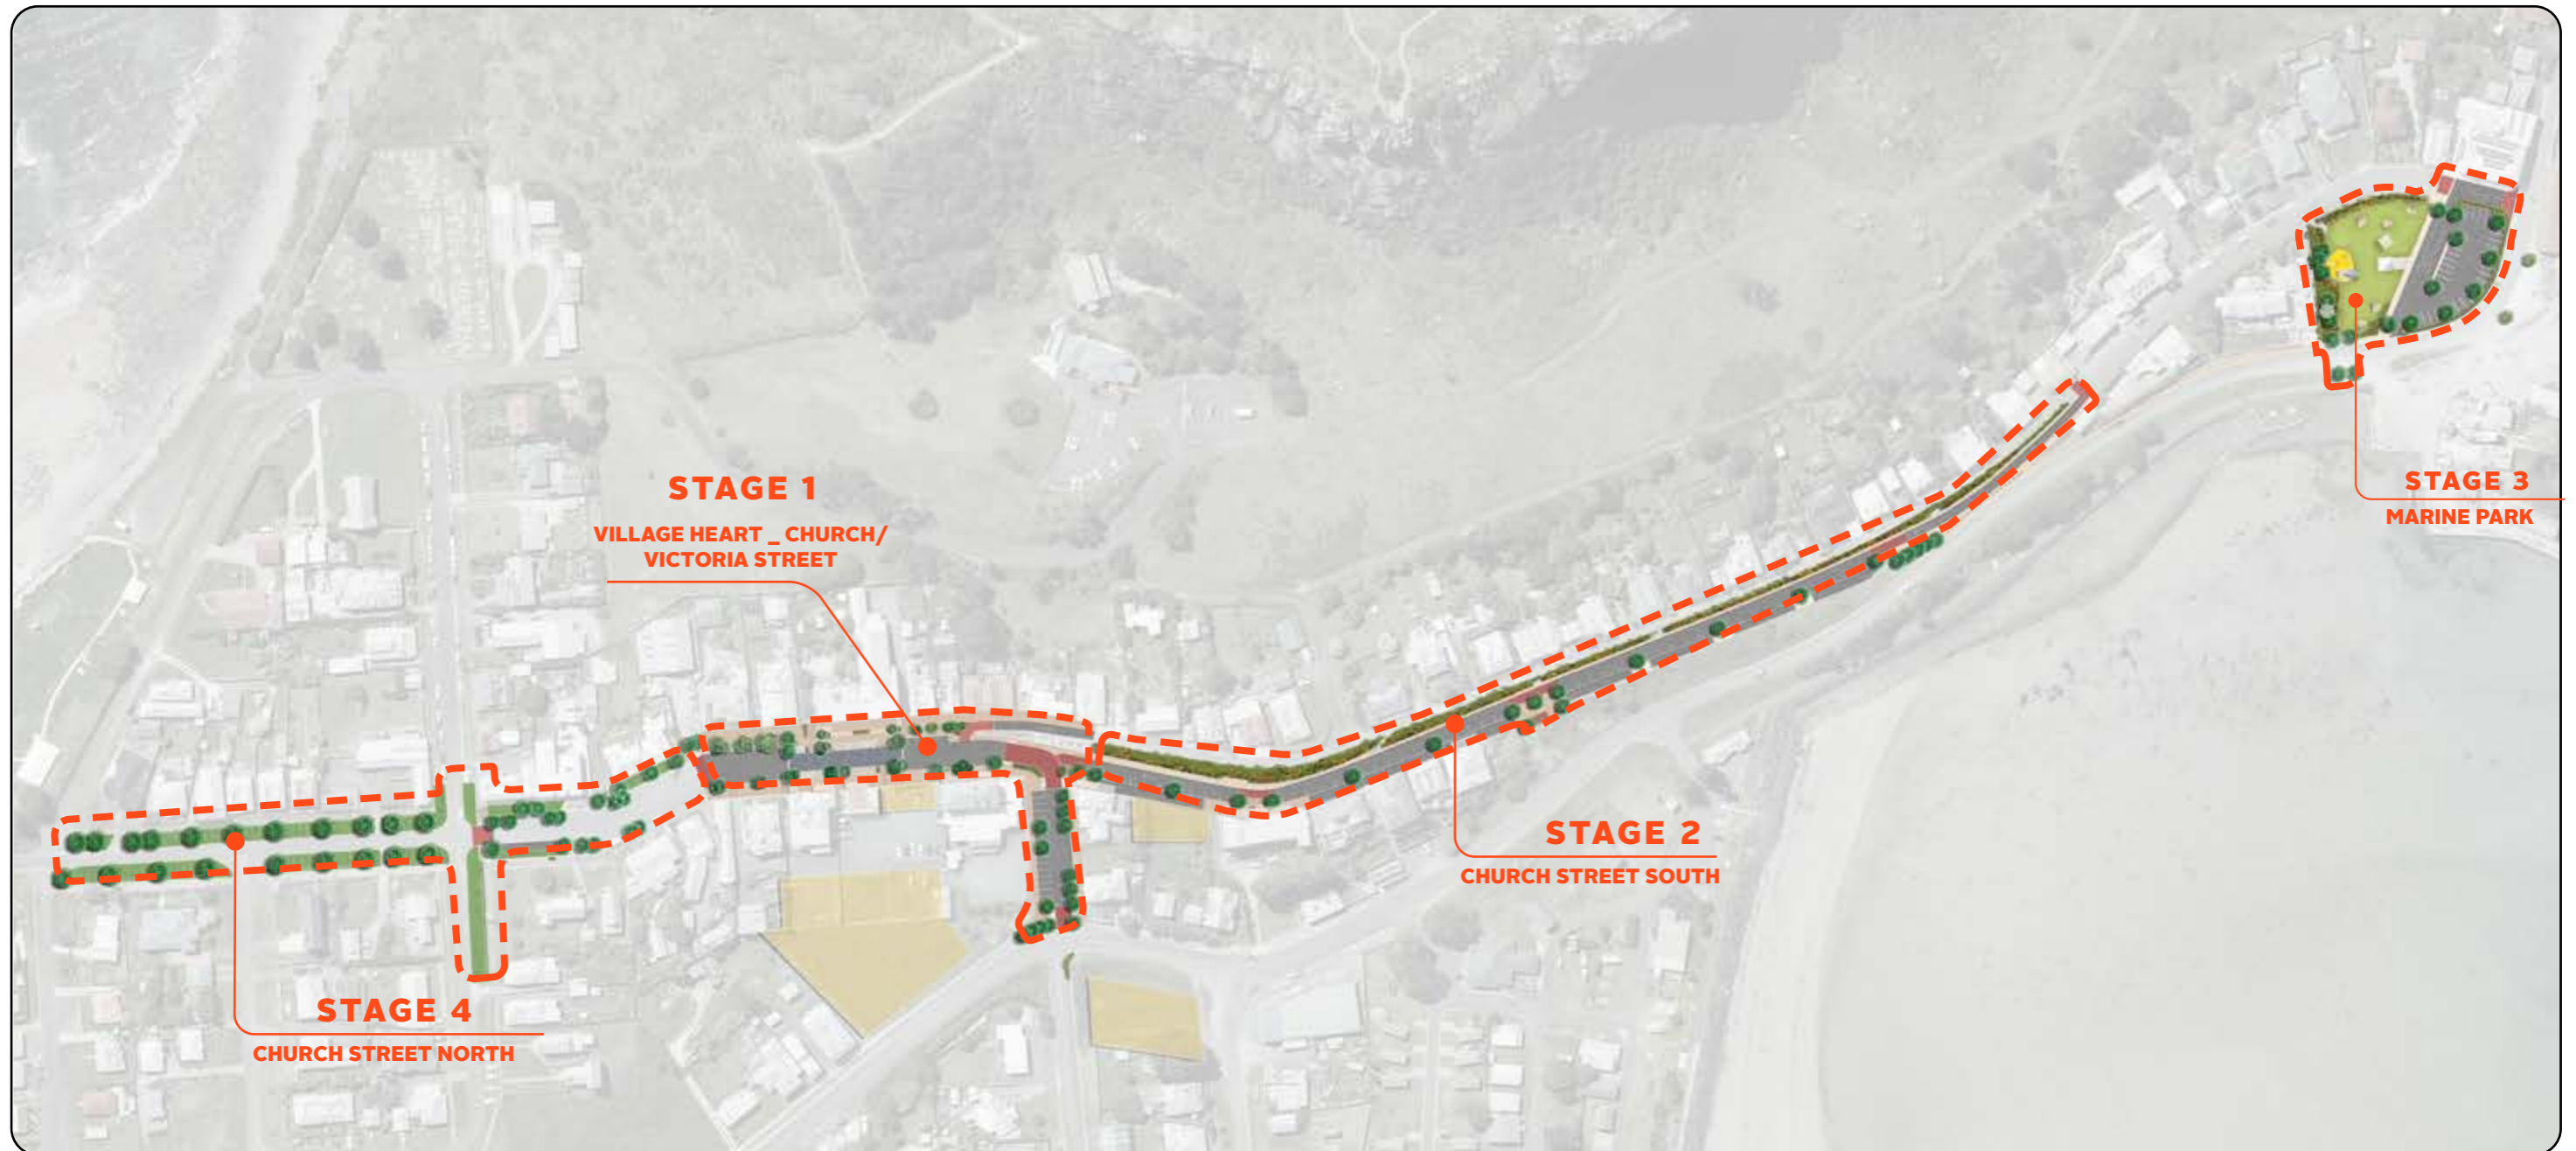 STAGE 1
VILLAGE HEART _ CHURCH/
VICTORIA STREET
STAGE 3
MARINE PARK
STAGE 2
CHURCH STREET SOUTH
STAGE 4
CHURCH STREET NORTH